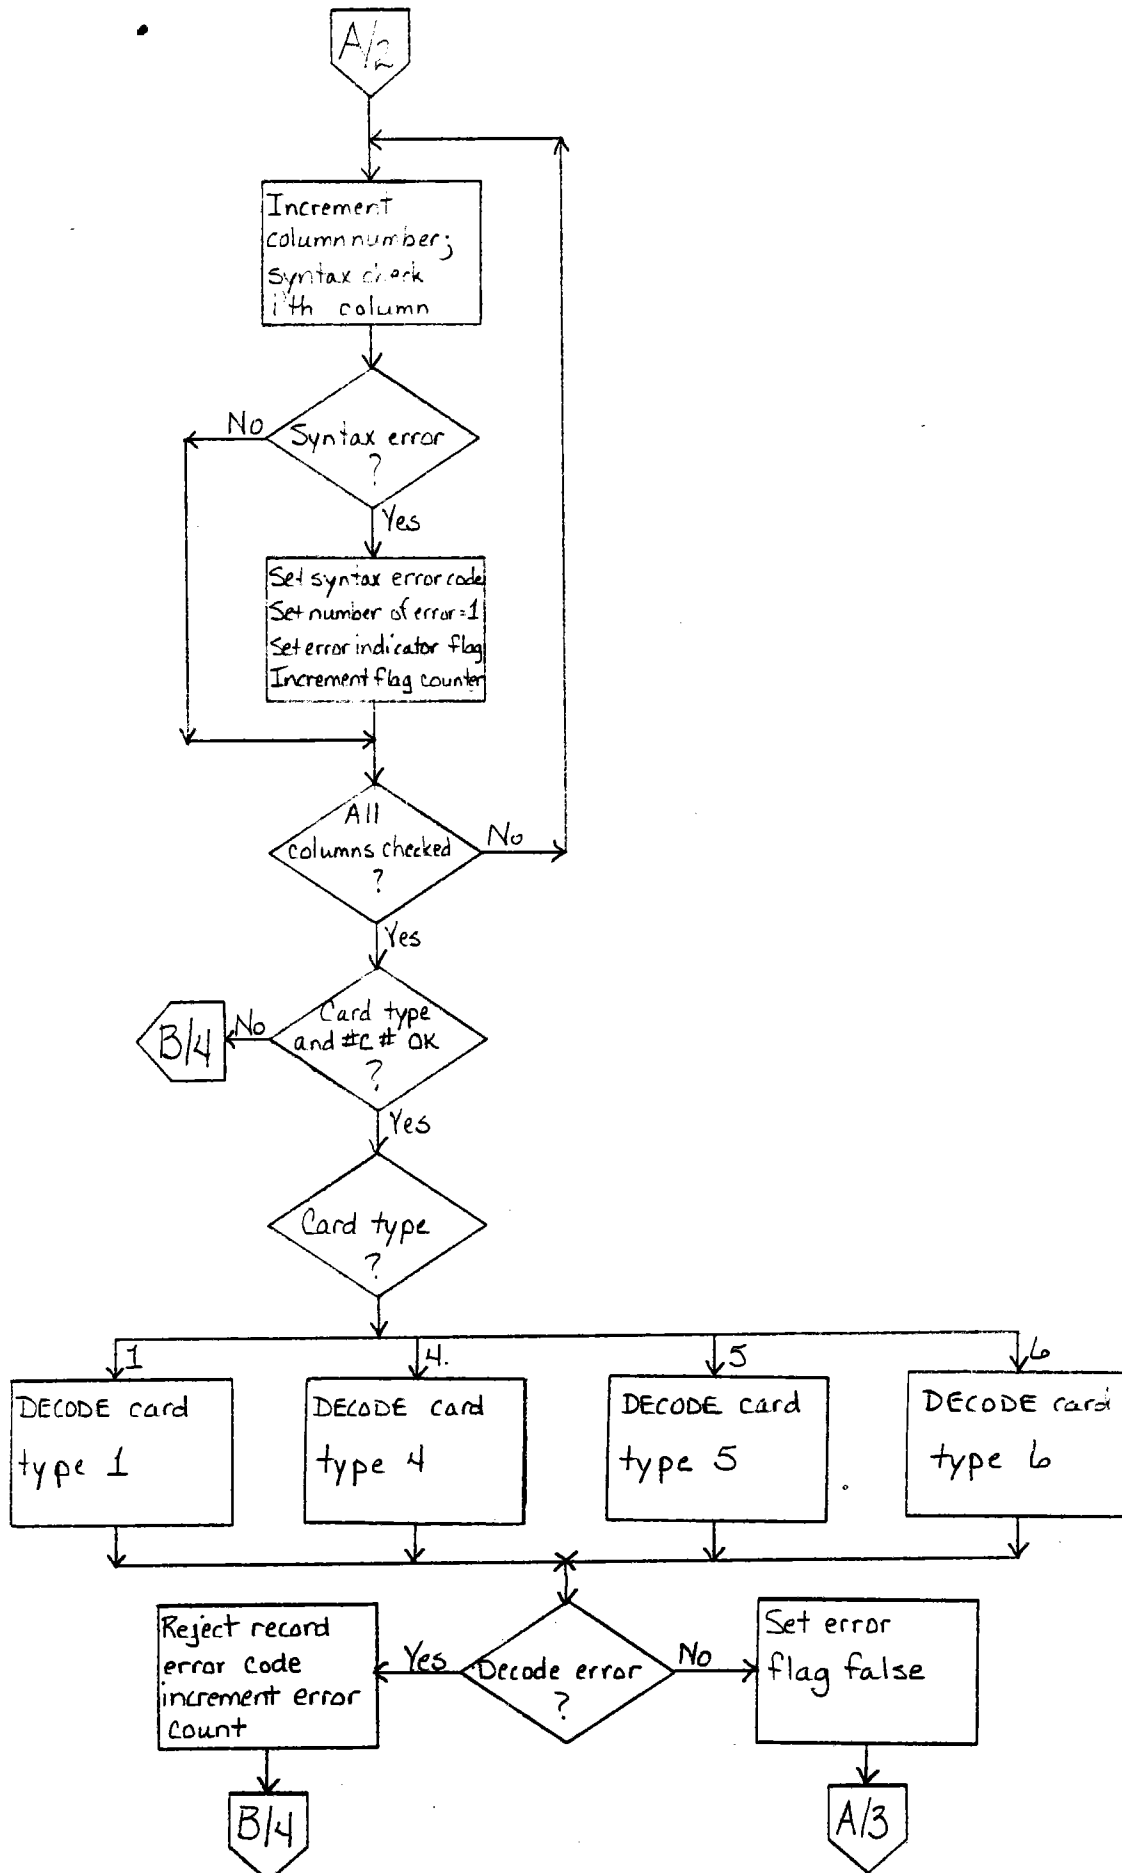 A/2
Increment
column number;
syntax check
i'th column
No
Syntax error
?
Yes
Set syntax error code
Set number of error=1
Set error indicator flag
Increment flag counter
All
columns checked
?
No
Yes
Card type
and #C# OK
?
No
B/4
Yes
Card type
?
1
4.
5
6
DECODE card
type 1
DECODE card
type 4
DECODE card
type 5
DECODE card
type 6
Reject record
error code
increment error
count
Yes
Decode error
?
No
Set error
flag false
B/4
A/3